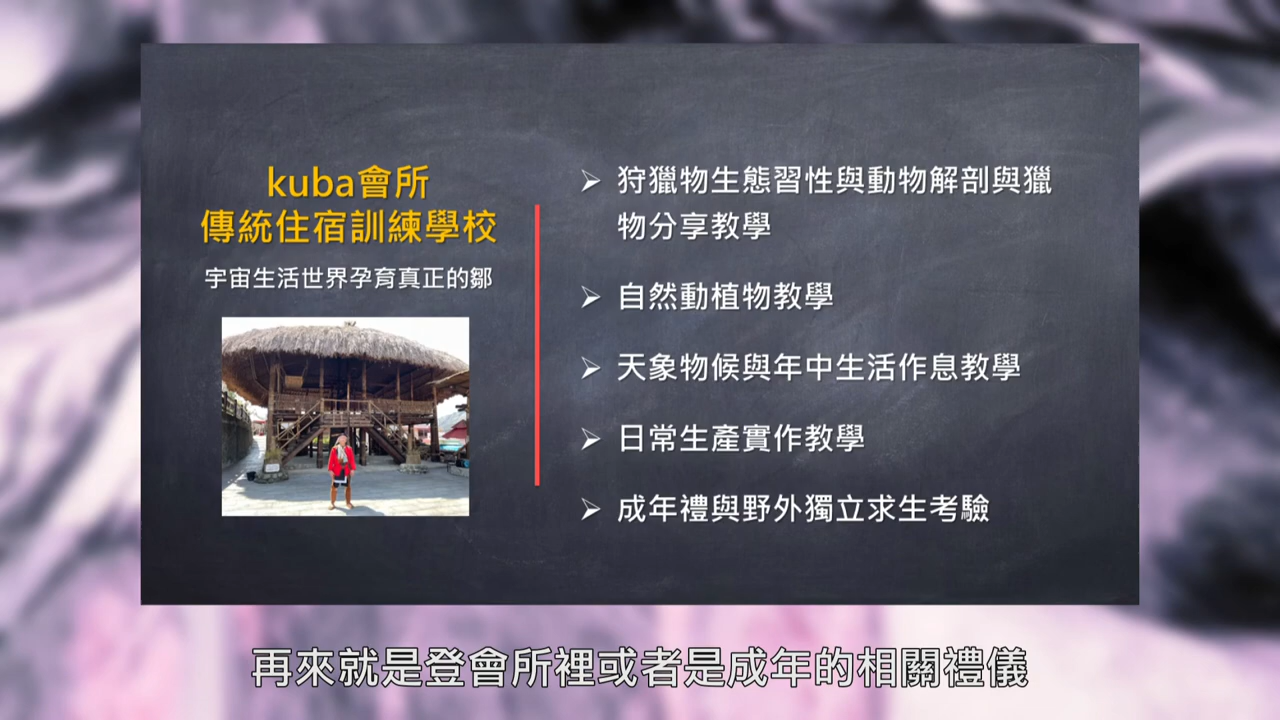 kuba會所
傳統住宿訓練學校
宇宙生活世界孕育真正的鄒
➢ 狩獵物生態習性與動物解剖與獵
物分享教學
➢ 自然動植物教學
➢ 天象物候與年中生活作息教學
➢ 日常生產實作教學
➢ 成年禮與野外獨立求生考驗
再來就是登會所裡或者是成年的相關禮儀